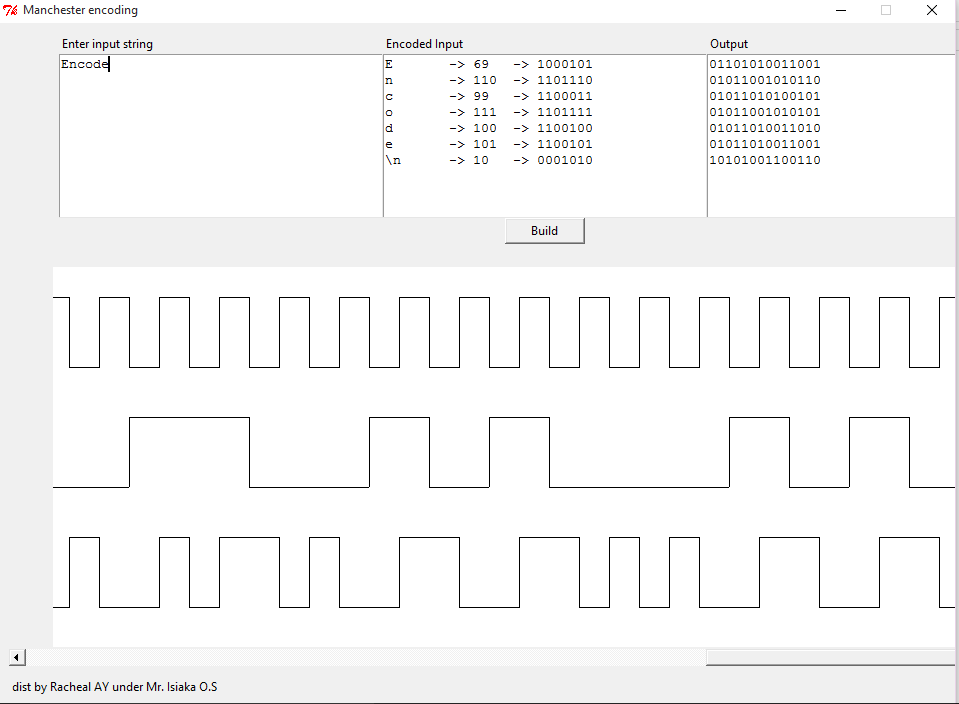 Manchester encoding
Enter input string Encoded Input Output
Encode E -> 69 -> 1000101 01101010011001
n -> 110 -> 1101110 01011001010110
c -> 99 -> 1100011 01011010100101
o -> 111 -> 1101111 01011001010101
d -> 100 -> 1100100 01011010011010
e -> 101 -> 1100101 01011010011001
\n -> 10 -> 0001010 10101001100110
Build
dist by Racheal AY under Mr. Isiaka O.S